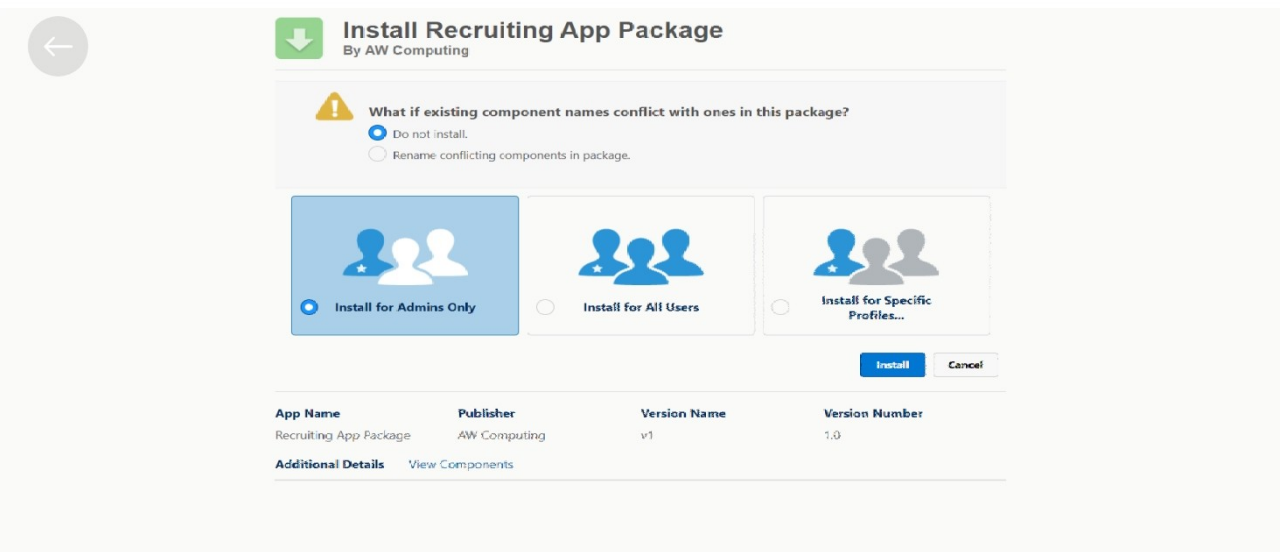 Install Recruiting App Package
By AW Computing
What if existing component names conflict with ones in this package?
Do not install.
Rename conflicting components in package.
Install for Admins Only
Install for All Users
Install for Specific
Profiles...
Install Cancel
App Name Publisher Version Name Version Number
Recruiting App Package AW Computing v1 1.0
Additional Details View Components